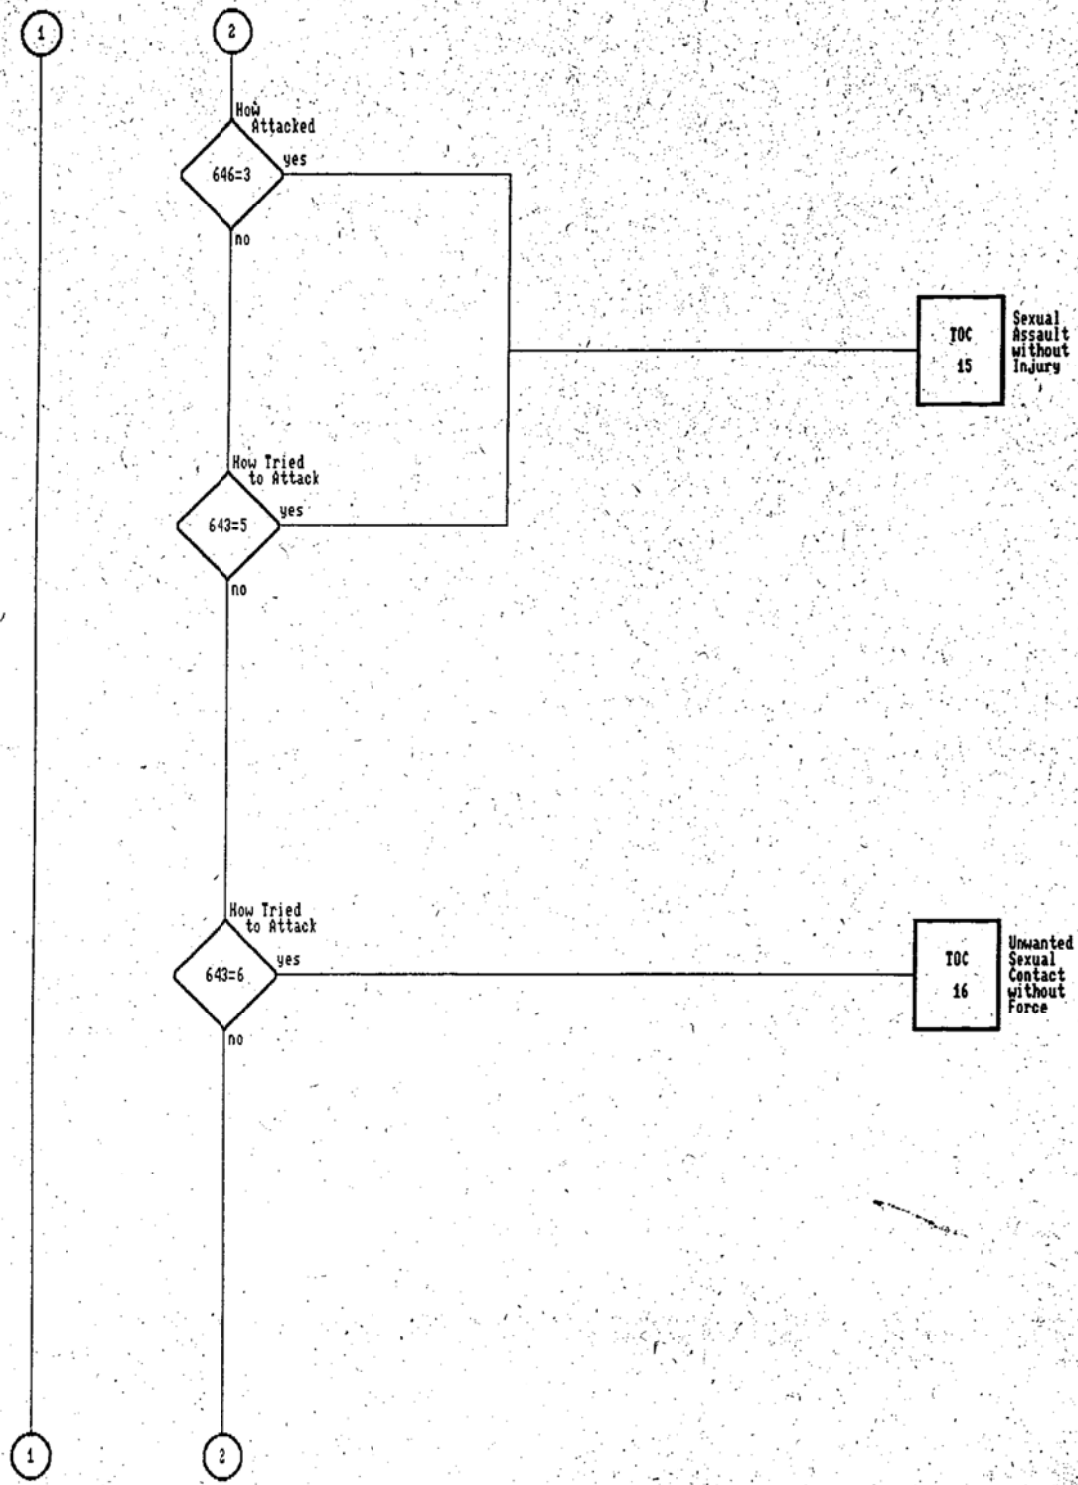 1
2
How
Attacked
646=3
yes
no
TOC
15
Sexual
Assault
without
Injury
How Tried
to Attack
643=5
yes
no
How Tried
to Attack
643=6
yes
no
TOC
16
Unwanted
Sexual
Contact
without
Force
1
2